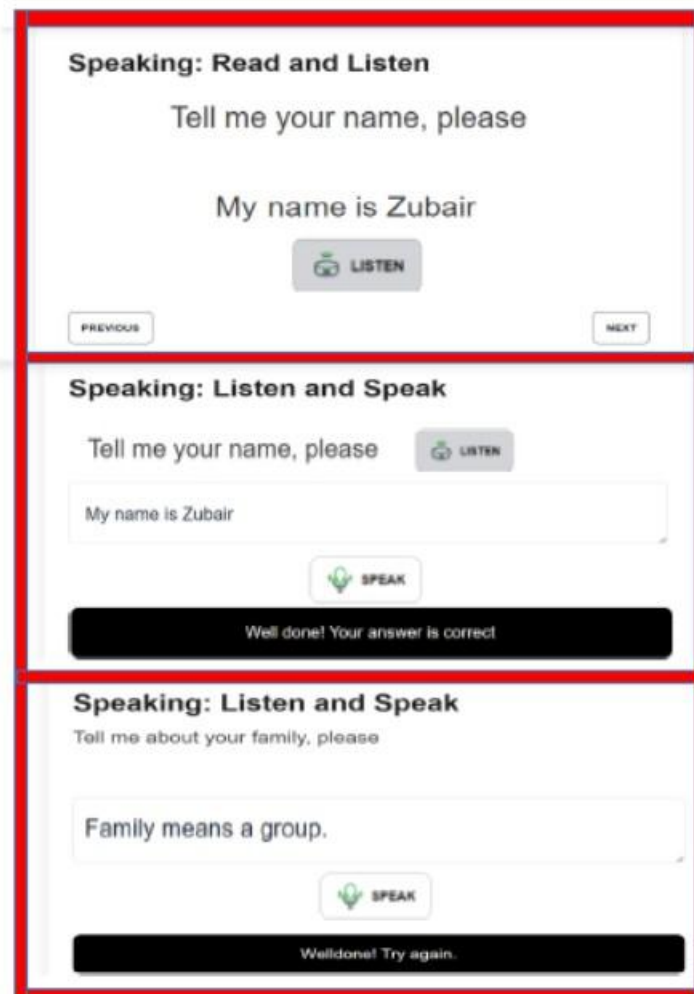 Speaking: Read and Listen
Tell me your name, please
My name is Zubair
LISTEN
PREVIOUS NEXT
Speaking: Listen and Speak
Tell me your name, please LISTEN
My name is Zubair
SPEAK
Well done! Your answer is correct
Speaking: Listen and Speak
Tell me about your family, please
Family means a group.
SPEAK
Welldone! Try again.